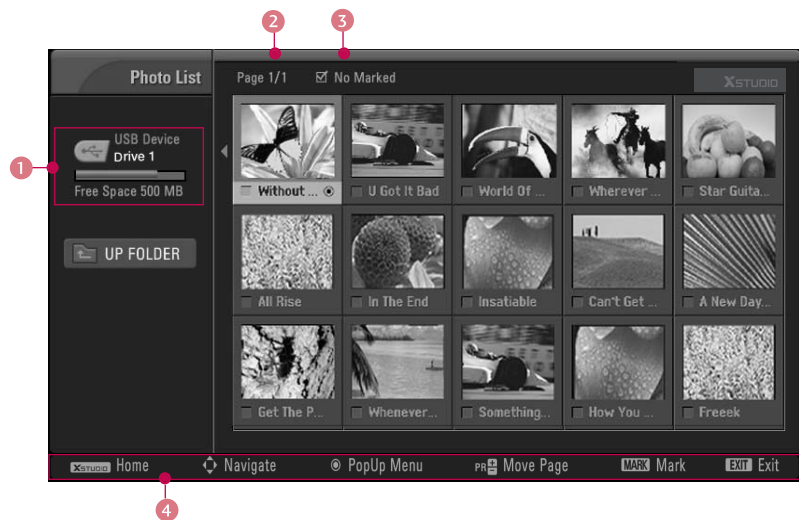 2 3
Photo List
Page 1/1 No Marked
XSTUDIO
1
USB Device
Drive 1
Free Space 500 MB
UP FOLDER
Without ... U Got It Bad World Of ... Wherever ... Star Guita...
All Rise In The End Insatiable Can't Get ... A New Day...
Get The P... Whenever... Something... How You ... Freeek
XSTUDIO Home Navigate PopUp Menu PR Move Page MARK Mark EXIT Exit
4